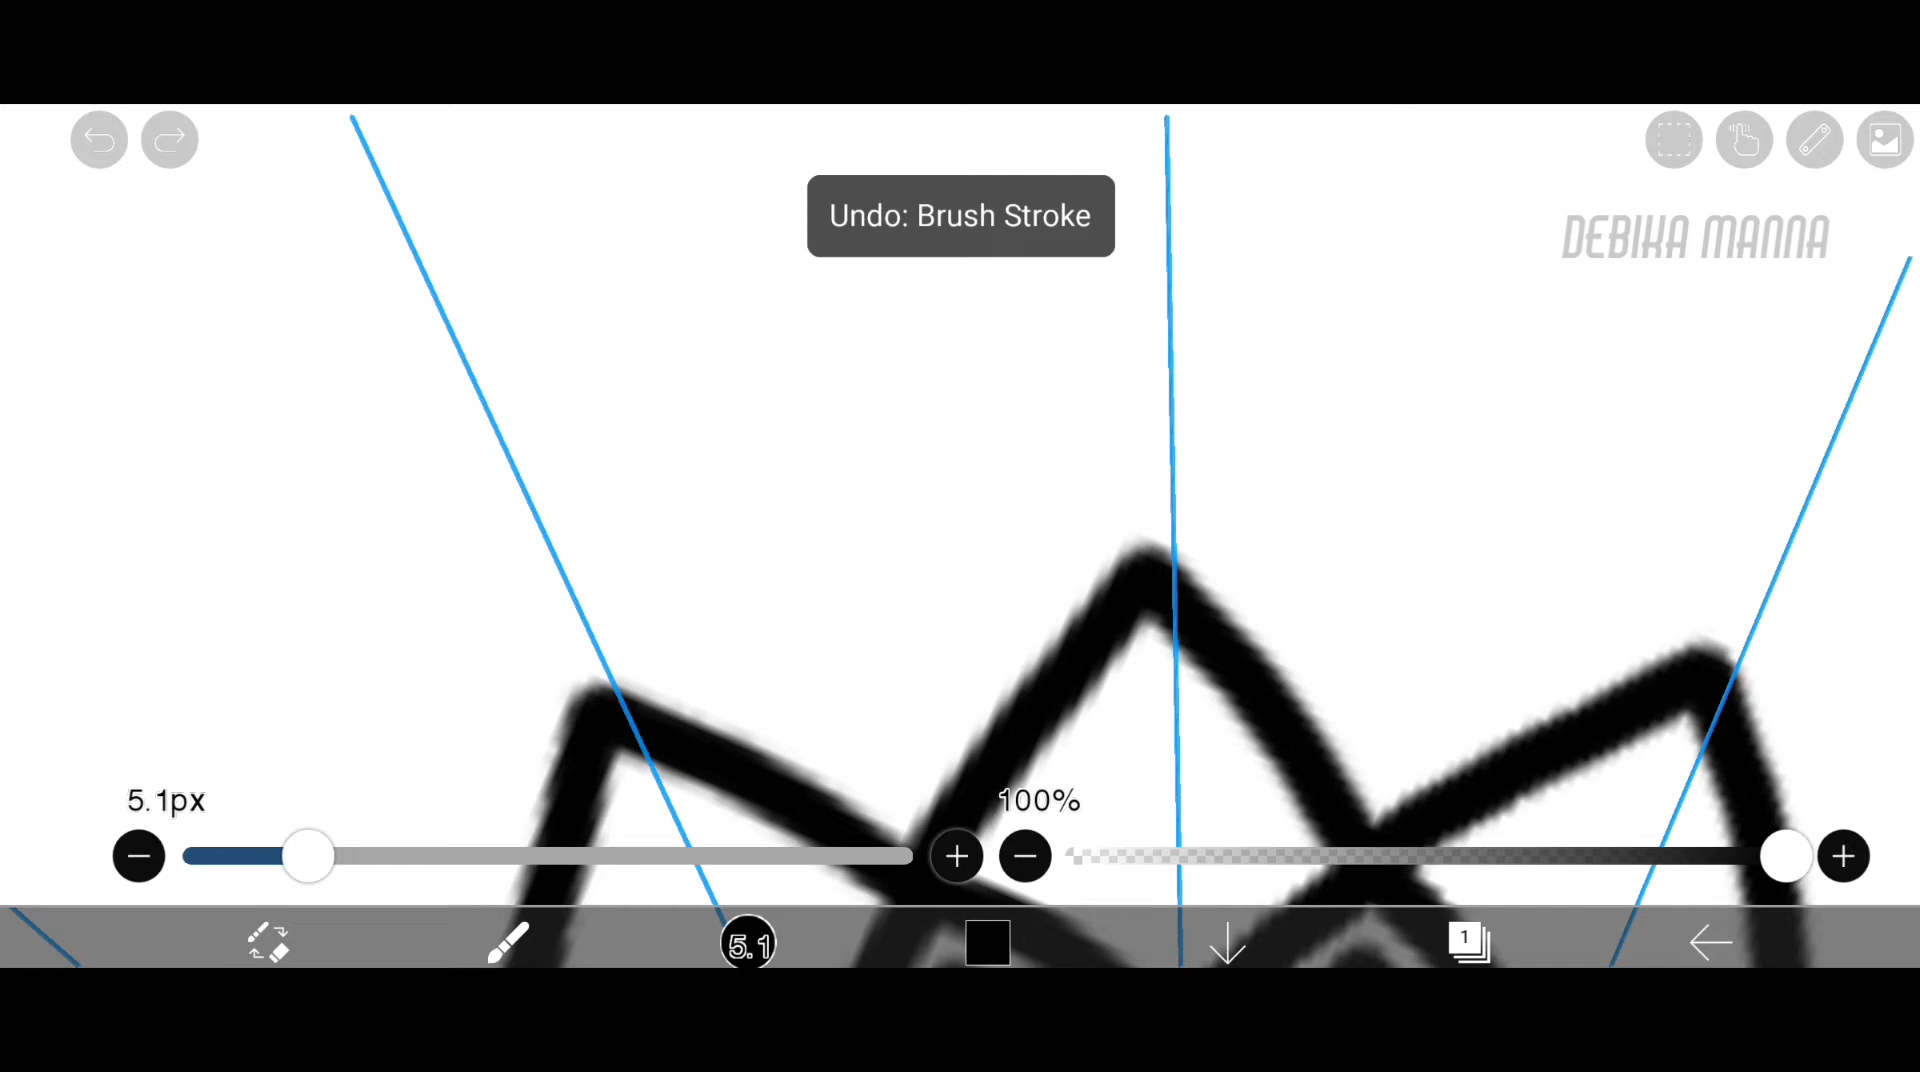 Undo: Brush Stroke
DEBIKA MANNA
5.1px
100%
5.1
1